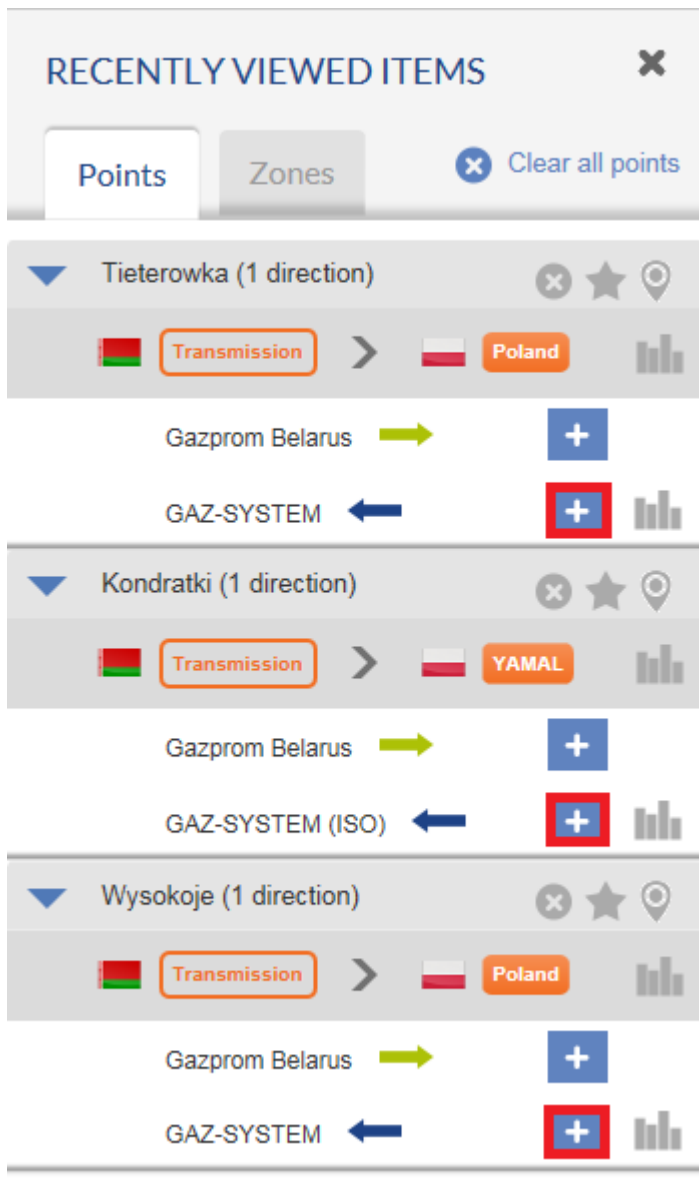 RECENTLY VIEWED ITEMS
Points Zones Clear all points
Tieterowka (1 direction)
Transmission Poland
Gazprom Belarus
GAZ-SYSTEM
Kondratki (1 direction)
Transmission YAMAL
Gazprom Belarus
GAZ-SYSTEM (ISO)
Wysokoje (1 direction)
Transmission Poland
Gazprom Belarus
GAZ-SYSTEM